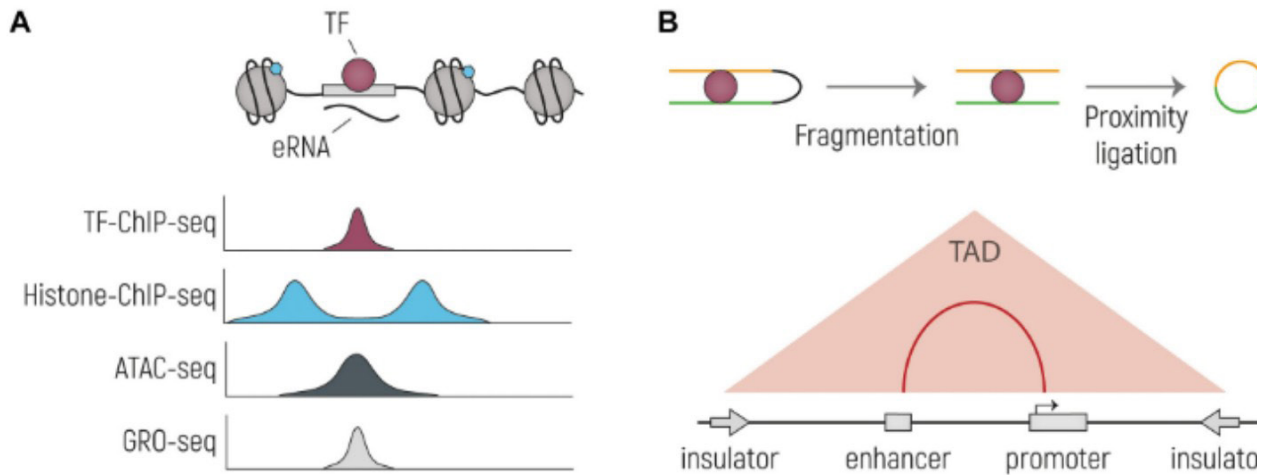 A
TF
eRNA
TF-ChIP-seq
Histone-ChIP-seq
ATAC-seq
GRO-seq
B
Fragmentation
Proximity
ligation
TAD
insulator enhancer promoter insulato